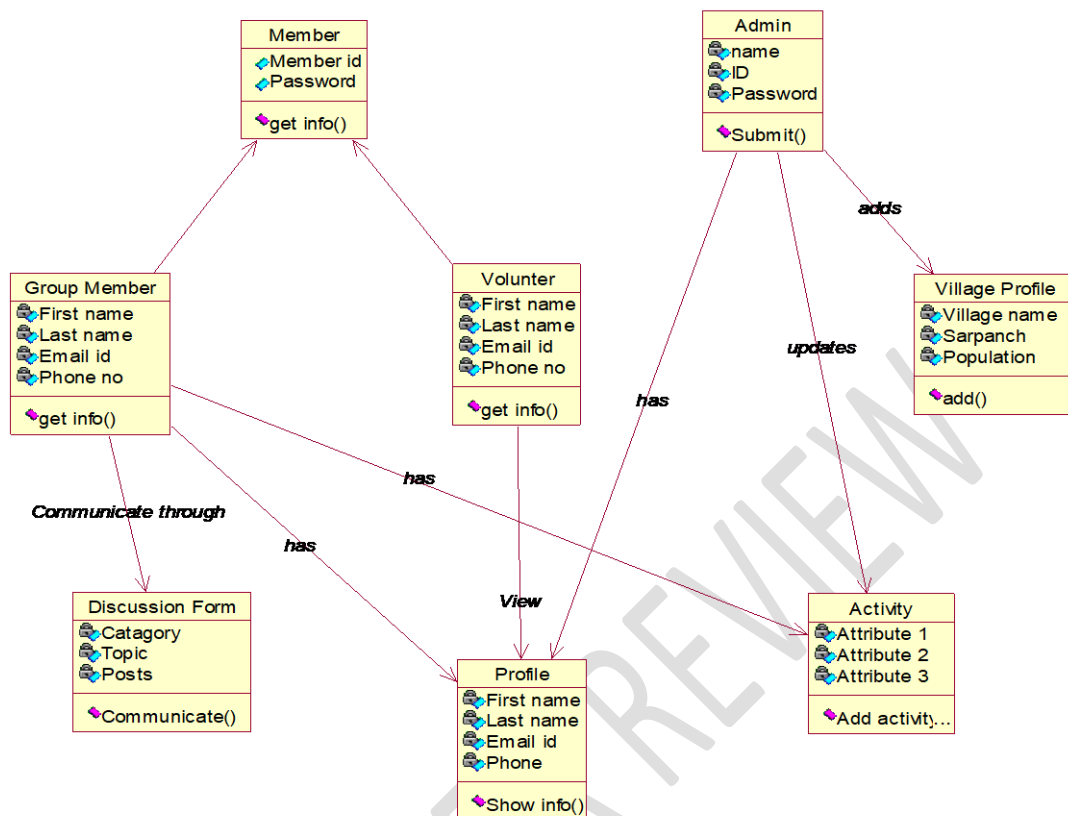 Member
Member id
Password
get info()
Admin
name
ID
Password
Submit()
adds
Group Member
First name
Last name
Email id
Phone no
get info()
Volunter
First name
Last name
Email id
Phone no
get info()
Village Profile
Village name
Sarpanch
Population
add()
updates
has
has
Communicate through
has
View
Discussion Form
Catagory
Topic
Posts
Communicate()
Profile
First name
Last name
Email id
Phone
Show info()
Activity
Attribute 1
Attribute 2
Attribute 3
Add activity...
REVIEW